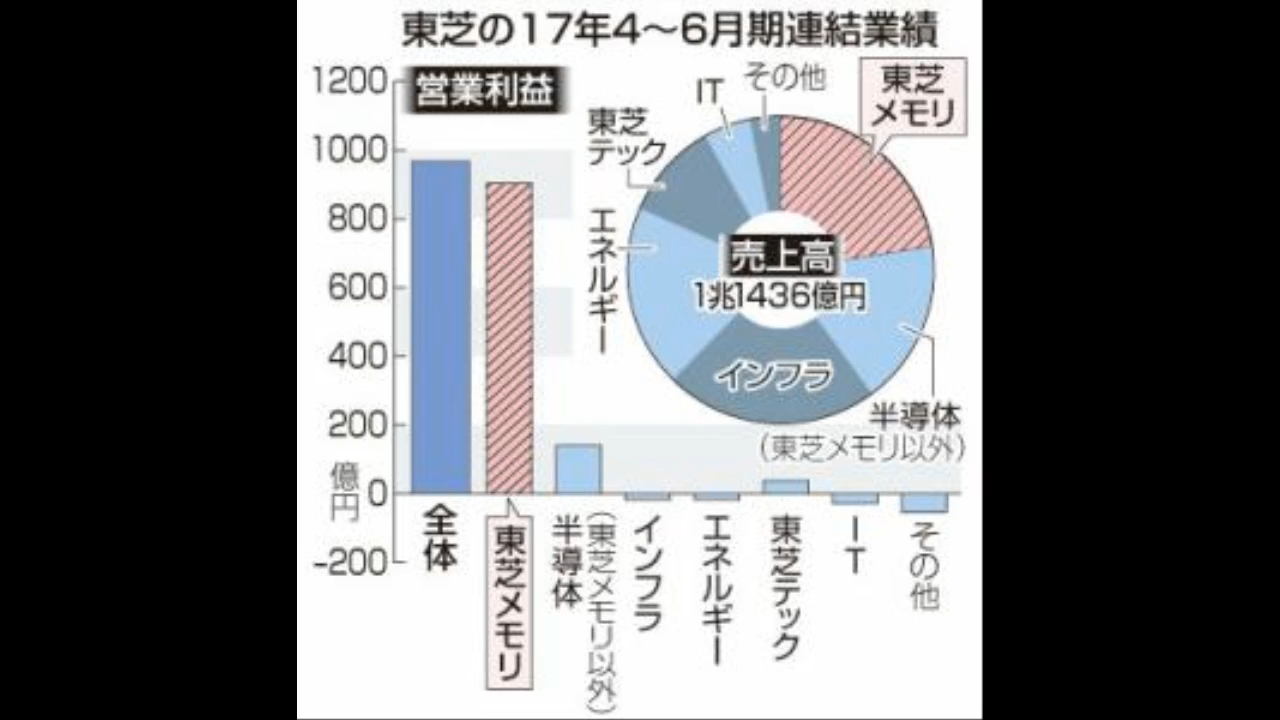 東芝の17年4～6月期連結業績
営業利益
1200
1000
800
600
400
200
0
-200
億円
全体
東芝メモリ
半導体
(東芝メモリ以外)
インフラ
エネルギー
東芝テック
IT
その他
売上高
1兆1436億円
東芝
メモリ
半導体
(東芝メモリ以外)
インフラ
エネルギー
東芝
テック
IT
その他